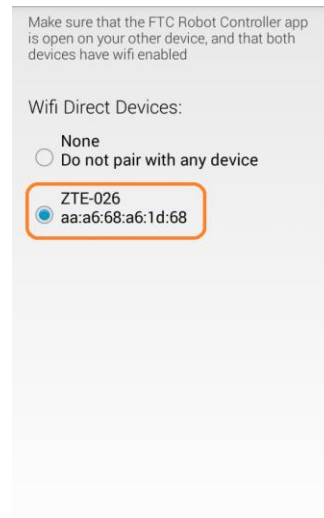 Make sure that the FTC Robot Controller app
is open on your other device, and that both
devices have wifi enabled
Wifi Direct Devices:
None
Do not pair with any device
ZTE-026
aa:a6:68:a6:1d:68